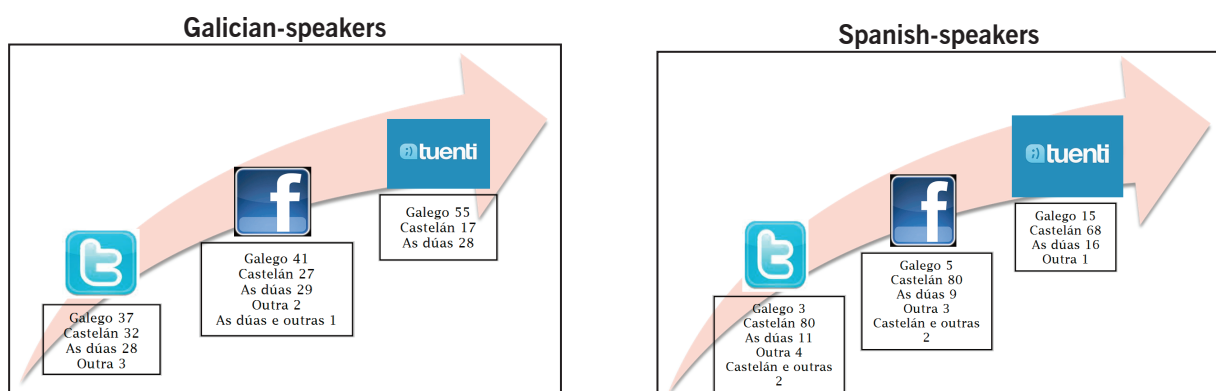 Galician-speakers
tuenti
Galego 55
Castelán 17
As dúas 28
f
Galego 41
Castelán 27
As dúas 29
Outra 2
As dúas e outras 1
t
Galego 37
Castelán 32
As dúas 28
Outra 3
Spanish-speakers
tuenti
Galego 15
Castelán 68
As dúas 16
Outra 1
f
Galego 5
Castelán 80
As dúas 9
Outra 3
Castelán e outras
2
t
Galego 3
Castelán 80
As dúas 11
Outra 4
Castelán e outras
2